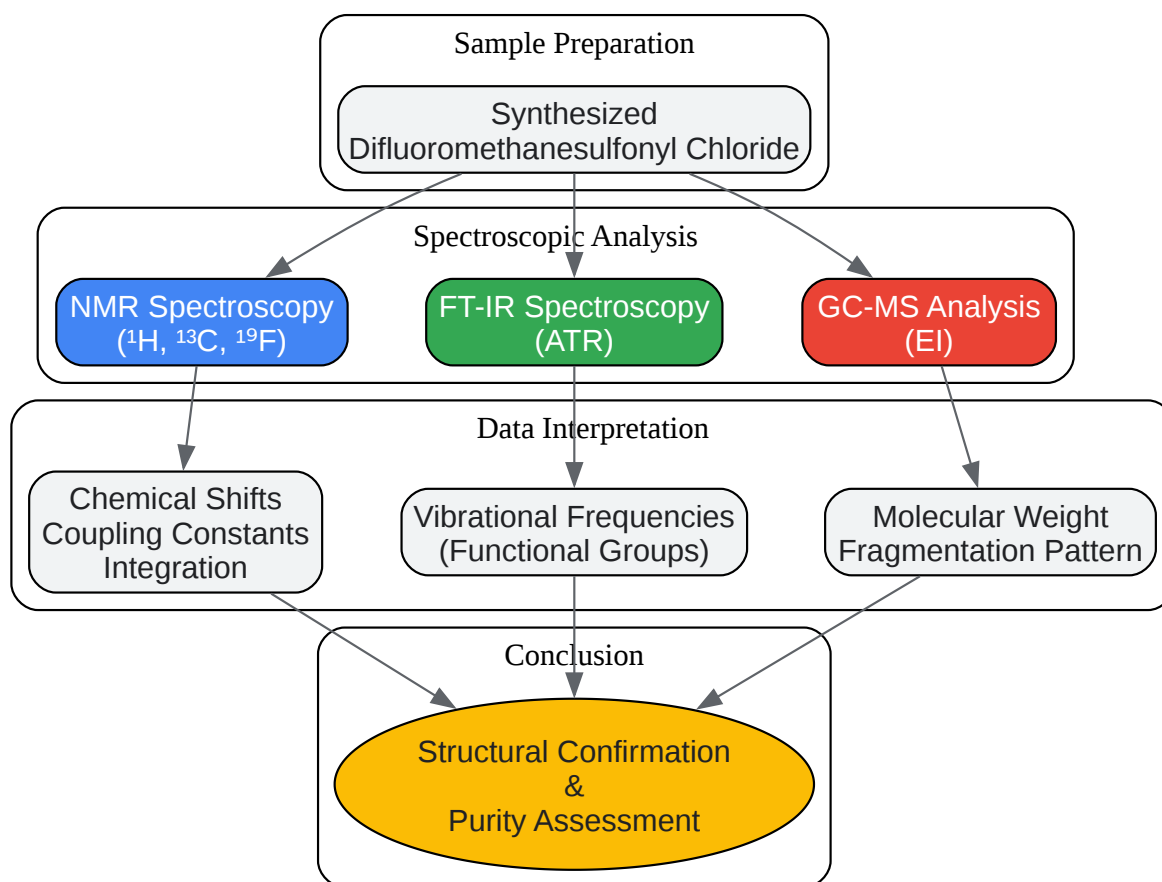 Sample Preparation
Synthesized
Difluoromethanesulfonyl Chloride
Spectroscopic Analysis
NMR Spectroscopy
(¹H, ¹³C, ¹⁹F)
FT-IR Spectroscopy
(ATR)
GC-MS Analysis
(EI)
Data Interpretation
Chemical Shifts
Coupling Constants
Integration
Vibrational Frequencies
(Functional Groups)
Molecular Weight
Fragmentation Pattern
Conclusion
Structural Confirmation
&
Purity Assessment